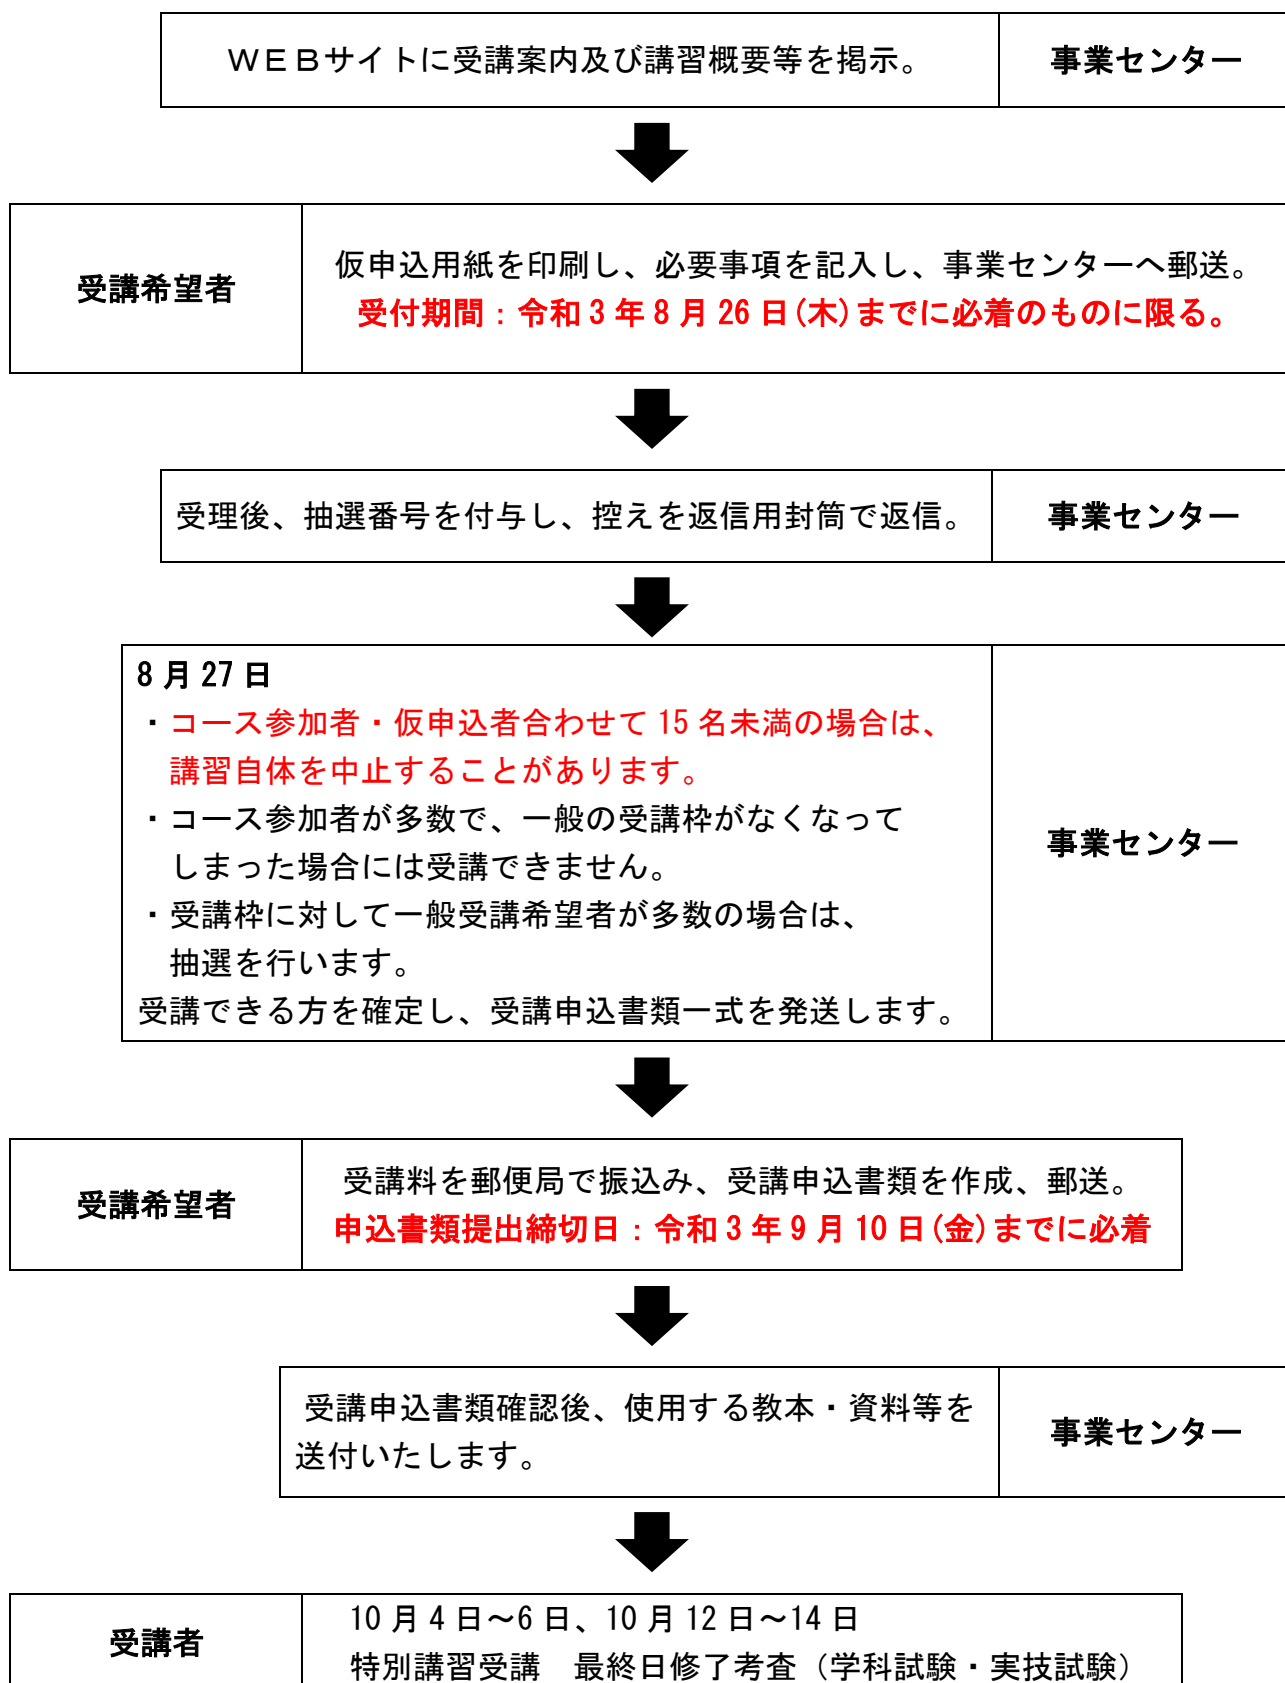 ＷＥＢサイトに受講案内及び講習概要等を掲示。
事業センター
受講希望者
仮申込用紙を印刷し、必要事項を記入し、事業センターへ郵送。
受付期間：令和3年8月26日(木)までに必着のものに限る。
受理後、抽選番号を付与し、控えを返信用封筒で返信。
事業センター
8月27日
・コース参加者・仮申込者合わせて15名未満の場合は、
講習自体を中止することがあります。
・コース参加者が多数で、一般の受講枠がなくなって
しまった場合には受講できません。
・受講枠に対して一般受講希望者が多数の場合は、
抽選を行います。
受講できる方を確定し、受講申込書類一式を発送します。
事業センター
受講希望者
受講料を郵便局で振込み、受講申込書類を作成、郵送。
申込書類提出締切日：令和3年9月10日(金)までに必着
受講申込書類確認後、使用する教本・資料等を
送付いたします。
事業センター
受講者
10月4日～6日、10月12日～14日
特別講習受講　最終日修了考査（学科試験・実技試験）